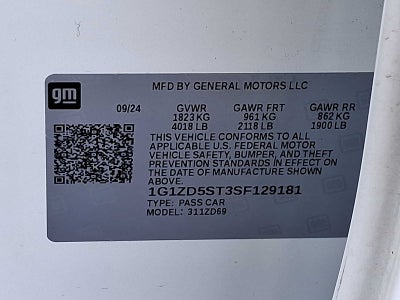 gm
MFD BY GENERAL MOTORS LLC
09/24 GVWR GAWR FRT GAWR RR
1823 KG 961 KG 862 KG
4018 LB 2118 LB 1900 LB
THIS VEHICLE CONFORMS TO ALL
APPLICABLE U.S. FEDERAL MOTOR
VEHICLE SAFETY, BUMPER, AND THEFT
PREVENTION STANDARDS IN EFFECT ON
THE DATE OF MANUFACTURE SHOWN
ABOVE.
1G1ZD5ST3SF129181
TYPE: PASS CAR
MODEL: 311ZD69